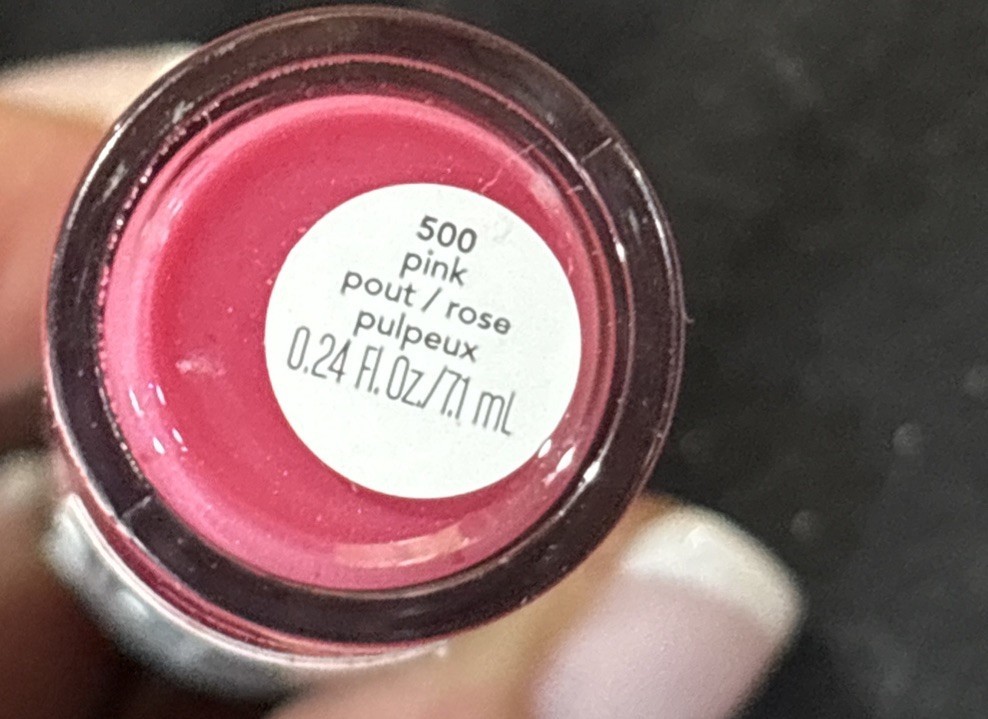 500
pink
pout / rose
pulpeux
0.24 Fl.Oz./7.1 ml